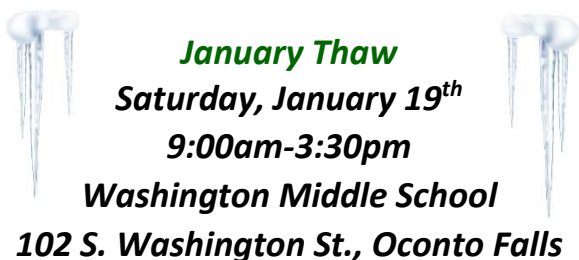 January Thaw
Saturday, January 19th
9:00am-3:30pm
Washington Middle School
102 S. Washington St., Oconto Falls